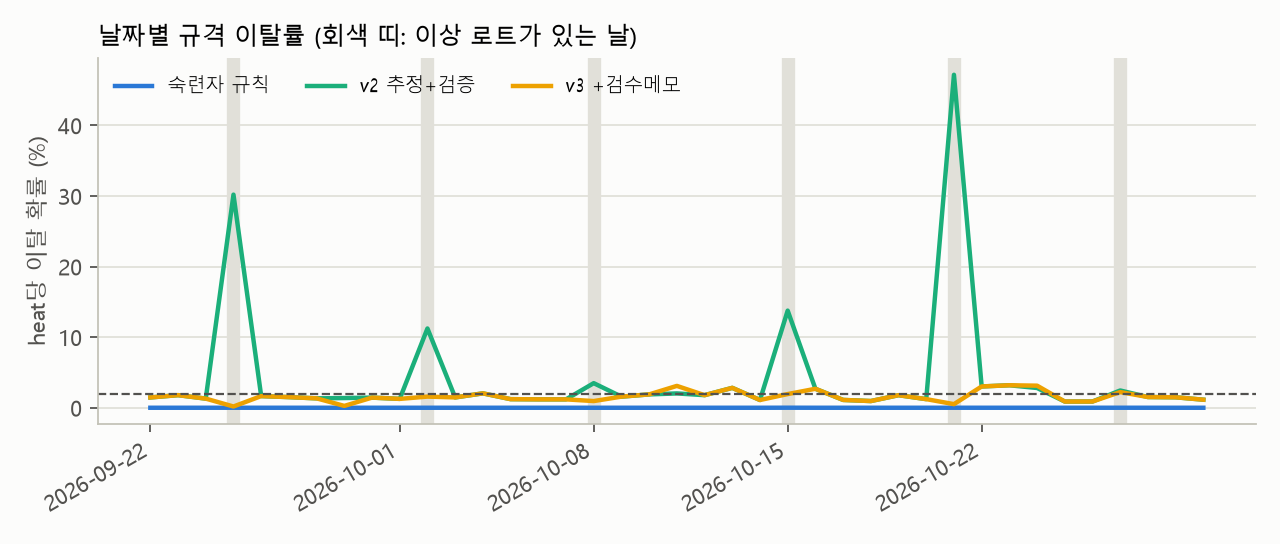 날짜별 규격 이탈률 (회색 띠: 이상 로트가 있는 날)
숙련자 규칙
v2 추정+검증
v3 +검수메모
heat당 이탈 확률 (%)
40
30
20
10
0
2026-09-22
2026-10-01
2026-10-08
2026-10-15
2026-10-22